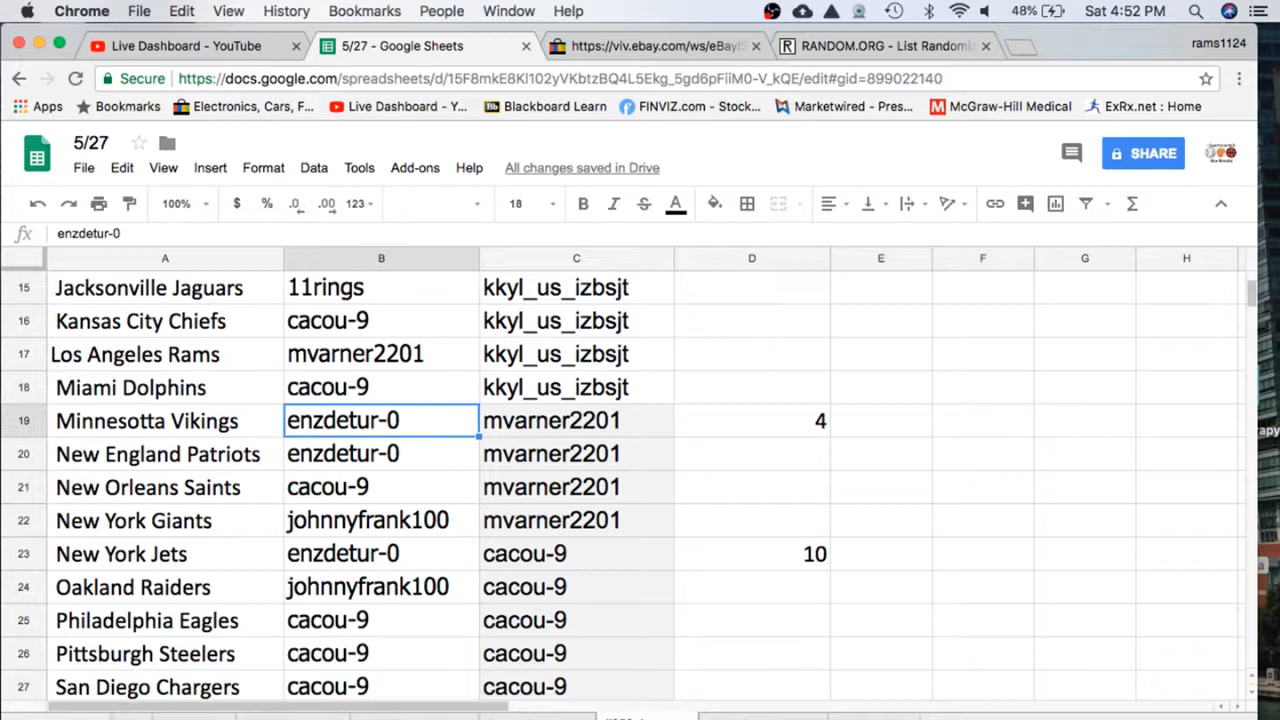 Chrome File Edit View History Bookmarks People Window Help 48% Sat 4:52 PM
Live Dashboard - YouTube × 5/27 - Google Sheets × https://viv.ebay.com/ws/eBayI × RANDOM.ORG - List Randomiz × rams1124
Secure https://docs.google.com/spreadsheets/d/15F8mkE8Kl102yVKbtzBQ4L5Ekg_5gd6pFiiM0-V_kQE/edit#gid=899022140
Apps Bookmarks Electronics, Cars, F... Live Dashboard - Y... Bb Blackboard Learn FINVIZ.com - Stock... Marketwired - Pres... M McGraw-Hill Medical ExRx.net : Home
5/27
SHARE
File Edit View Insert Format Data Tools Add-ons Help All changes saved in Drive
100% $ % .0 .00 123 18 B I S A Σ
fx enzdetur-0
A B C D E F G H
15 Jacksonville Jaguars 11rings kkyl_us_izbsjt
16 Kansas City Chiefs cacou-9 kkyl_us_izbsjt
17 Los Angeles Rams mvarner2201 kkyl_us_izbsjt
18 Miami Dolphins cacou-9 kkyl_us_izbsjt
19 Minnesotta Vikings enzdetur-0 mvarner2201 4
20 New England Patriots enzdetur-0 mvarner2201
21 New Orleans Saints cacou-9 mvarner2201
22 New York Giants johnnyfrank100 mvarner2201
23 New York Jets enzdetur-0 cacou-9 10
24 Oakland Raiders johnnyfrank100 cacou-9
25 Philadelphia Eagles cacou-9 cacou-9
26 Pittsburgh Steelers cacou-9 cacou-9
27 San Diego Chargers cacou-9 cacou-9